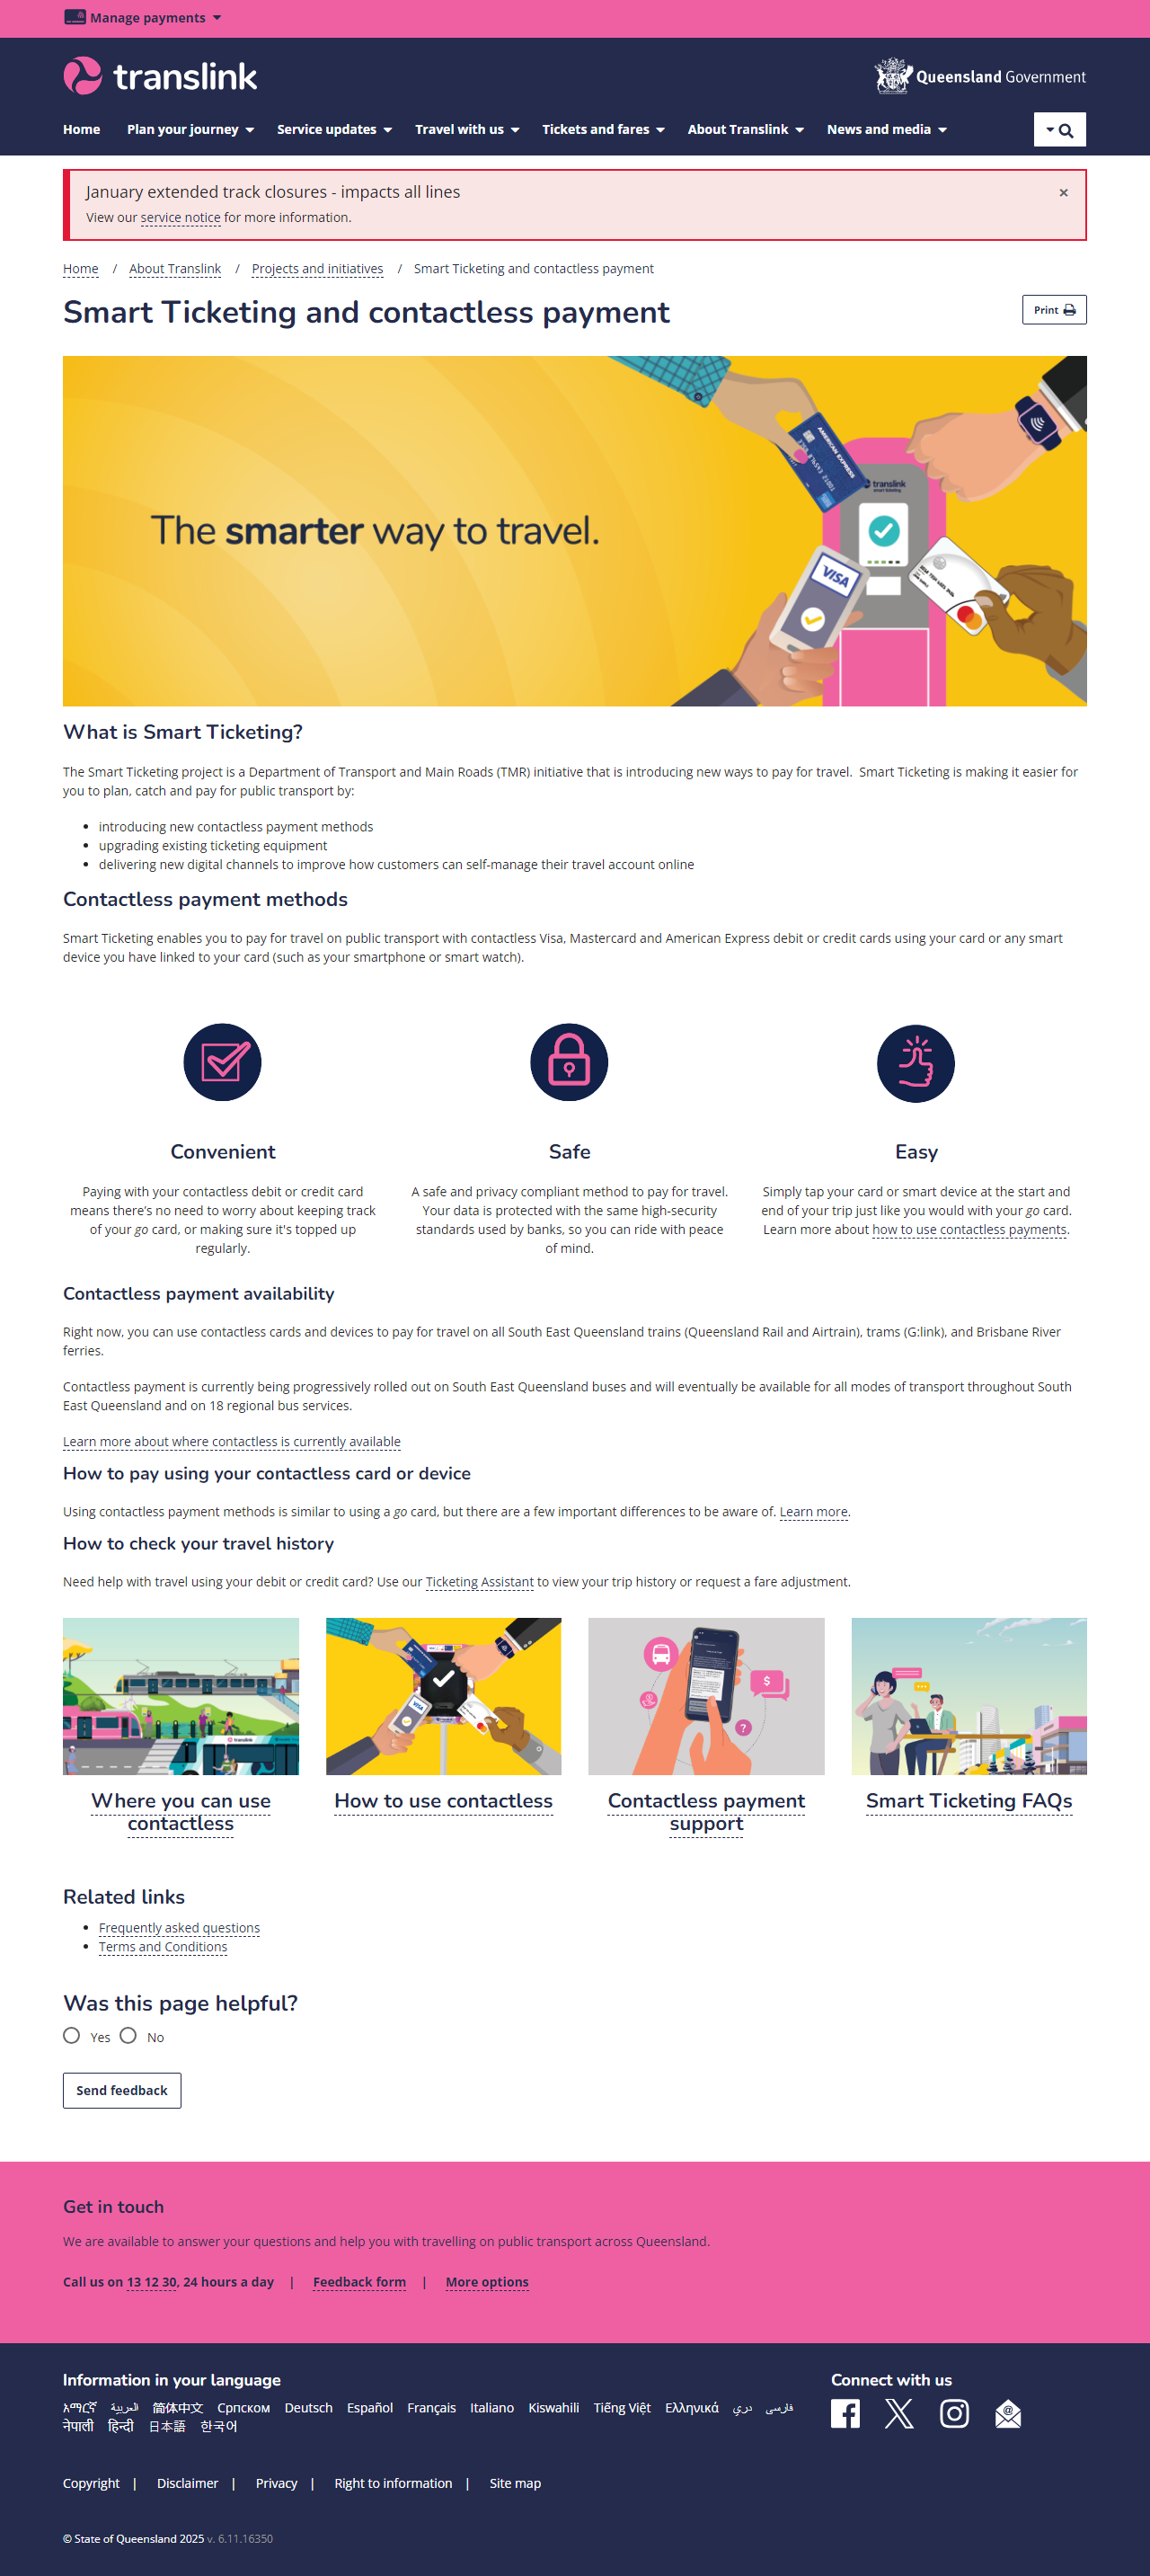 Manage payments
translink
Queensland Government
Home Plan your journey Service updates Travel with us Tickets and fares About Translink News and media
January extended track closures - impacts all lines ×
View our service notice for more information.
Home / About Translink / Projects and initiatives / Smart Ticketing and contactless payment
Smart Ticketing and contactless payment
Print
The smarter way to travel.
AMERICAN EXPRESS
translink
smart ticketing
VISA
What is Smart Ticketing?
The Smart Ticketing project is a Department of Transport and Main Roads (TMR) initiative that is introducing new ways to pay for travel. Smart Ticketing is making it easier for
you to plan, catch and pay for public transport by:
• introducing new contactless payment methods
• upgrading existing ticketing equipment
• delivering new digital channels to improve how customers can self-manage their travel account online
Contactless payment methods
Smart Ticketing enables you to pay for travel on public transport with contactless Visa, Mastercard and American Express debit or credit cards using your card or any smart
device you have linked to your card (such as your smartphone or smart watch).
Convenient
Paying with your contactless debit or credit card
means there's no need to worry about keeping track
of your go card, or making sure it's topped up
regularly.
Safe
A safe and privacy compliant method to pay for travel.
Your data is protected with the same high-security
standards used by banks, so you can ride with peace
of mind.
Easy
Simply tap your card or smart device at the start and
end of your trip just like you would with your go card.
Learn more about how to use contactless payments.
Contactless payment availability
Right now, you can use contactless cards and devices to pay for travel on all South East Queensland trains (Queensland Rail and Airtrain), trams (G:link), and Brisbane River
ferries.
Contactless payment is currently being progressively rolled out on South East Queensland buses and will eventually be available for all modes of transport throughout South
East Queensland and on 18 regional bus services.
Learn more about where contactless is currently available
How to pay using your contactless card or device
Using contactless payment methods is similar to using a go card, but there are a few important differences to be aware of. Learn more.
How to check your travel history
Need help with travel using your debit or credit card? Use our Ticketing Assistant to view your trip history or request a fare adjustment.
translink
VISA
$
?
Where you can use
contactless
How to use contactless
Contactless payment
support
Smart Ticketing FAQs
Related links
• Frequently asked questions
• Terms and Conditions
Was this page helpful?
Yes No
Send feedback
Get in touch
We are available to answer your questions and help you with travelling on public transport across Queensland.
Call us on 13 12 30, 24 hours a day | Feedback form | More options
Information in your language
አማርኛ العربية 简体中文 Српском Deutsch Español Français Italiano Kiswahili Tiếng Việt Ελληνικά دري فارسی
नेपाली हिन्दी 日本語 한국어
Connect with us
Copyright | Disclaimer | Privacy | Right to information | Site map
© State of Queensland 2025 v. 6.11.16350